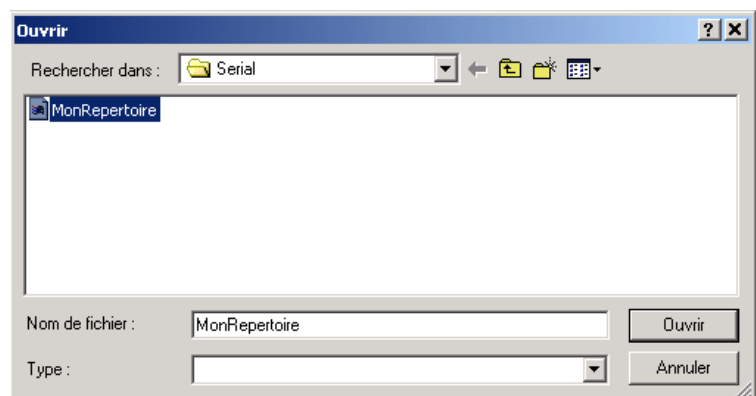 Ouvrir
Rechercher dans : Serial
MonRepertoire
Nom de fichier : MonRepertoire Ouvrir
Type : Annuler